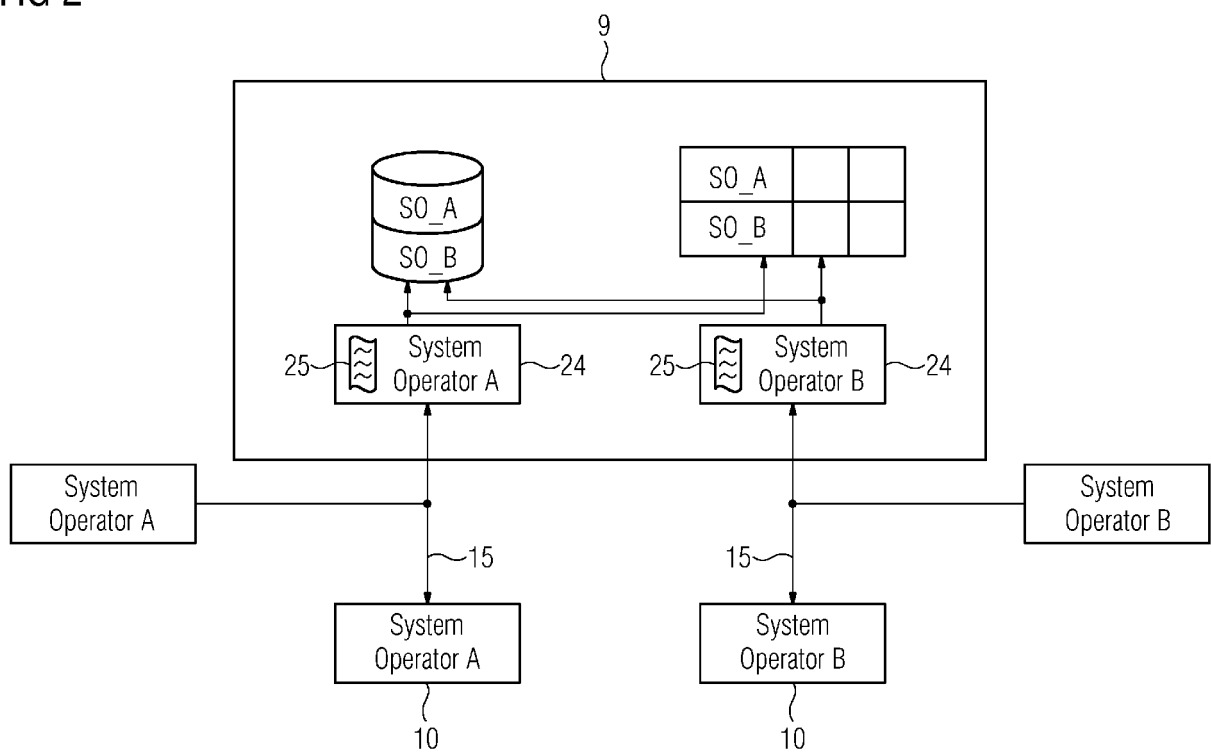 FIG 2
9
SO_A
SO_B
SO_A
SO_B
25
System
Operator A
24
25
System
Operator B
24
System
Operator A
System
Operator B
15
15
System
Operator A
System
Operator B
10
10